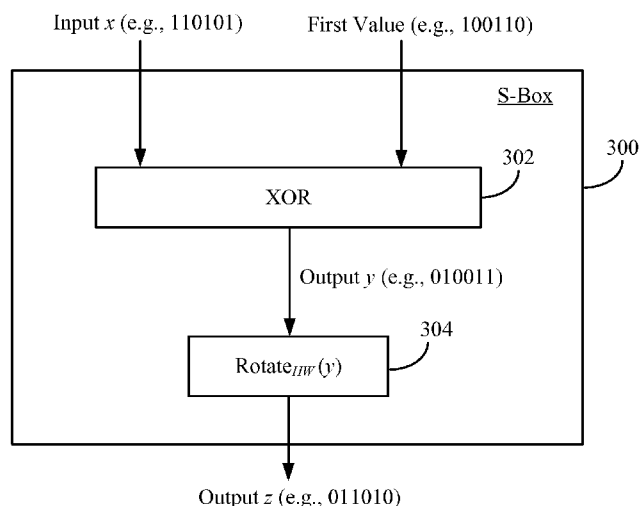 Input x (e.g., 110101)
First Value (e.g., 100110)
S-Box
300
302
XOR
Output y (e.g., 010011)
304
RotateHW(y)
Output z (e.g., 011010)